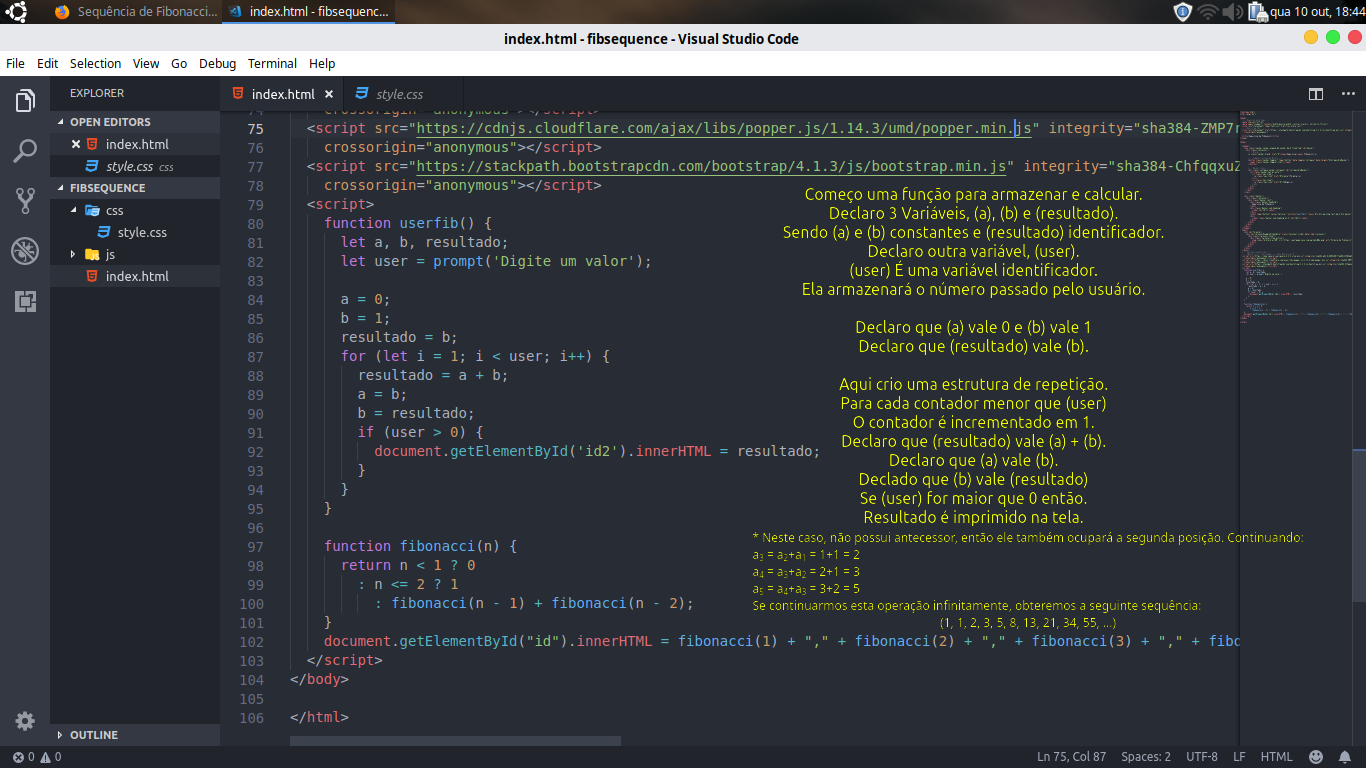 Sequência de Fibonacci...
index.html - fibsequenc...
qua 10 out, 18:44
index.html - fibsequence - Visual Studio Code
File Edit Selection View Go Debug Terminal Help
EXPLORER
index.html
style.css
OPEN EDITORS
index.html
style.css css
FIBSEQUENCE
css
style.css
js
index.html
OUTLINE
74 crossorigin="anonymous"></script>
75 <script src="https://cdnjs.cloudflare.com/ajax/libs/popper.js/1.14.3/umd/popper.min.js" integrity="sha384-ZMP7r
76 crossorigin="anonymous"></script>
77 <script src="https://stackpath.bootstrapcdn.com/bootstrap/4.1.3/js/bootstrap.min.js" integrity="sha384-ChfqqxuZ
78 crossorigin="anonymous"></script>
79 <script>
80 function userfib() {
81 let a, b, resultado;
82 let user = prompt('Digite um valor');
83
84 a = 0;
85 b = 1;
86 resultado = b;
87 for (let i = 1; i < user; i++) {
88 resultado = a + b;
89 a = b;
90 b = resultado;
91 if (user > 0) {
92 document.getElementById('id2').innerHTML = resultado;
93 }
94 }
95 }
96
97 function fibonacci(n) {
98 return n < 1 ? 0
99 : n <= 2 ? 1
100 : fibonacci(n - 1) + fibonacci(n - 2);
101 }
102 document.getElementById("id").innerHTML = fibonacci(1) + "," + fibonacci(2) + "," + fibonacci(3) + "," + fibo
103 </script>
104 </body>
105
106 </html>
Começo uma função para armazenar e calcular.
Declaro 3 Variáveis, (a), (b) e (resultado).
Sendo (a) e (b) constantes e (resultado) identificador.
Declaro outra variável, (user).
(user) É uma variável identificador.
Ela armazenará o número passado pelo usuário.
Declaro que (a) vale 0 e (b) vale 1
Declaro que (resultado) vale (b).
Aqui crio uma estrutura de repetição.
Para cada contador menor que (user)
O contador é incrementado em 1.
Declaro que (resultado) vale (a) + (b).
Declaro que (a) vale (b).
Declado que (b) vale (resultado)
Se (user) for maior que 0 então.
Resultado é imprimido na tela.
* Neste caso, não possui antecessor, então ele também ocupará a segunda posição. Continuando:
a₃ = a₂+a₁ = 1+1 = 2
a₄ = a₃+a₂ = 2+1 = 3
a₅ = a₄+a₃ = 3+2 = 5
Se continuarmos esta operação infinitamente, obteremos a seguinte sequência:
(1, 1, 2, 3, 5, 8, 13, 21, 34, 55, ...)
0 0
Ln 75, Col 87 Spaces: 2 UTF-8 LF HTML